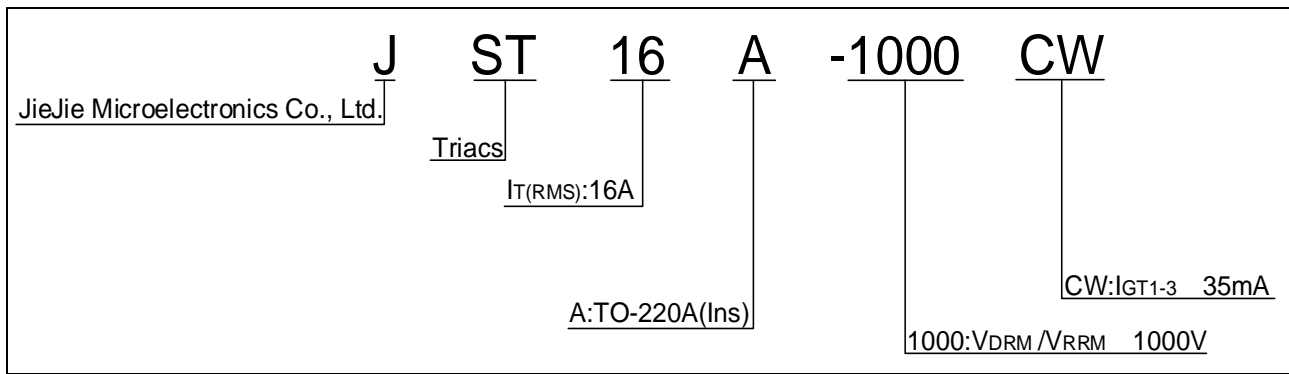 J ST 16 A -1000 CW
JieJie Microelectronics Co., Ltd.
Triacs
IT(RMS):16A
CW:IGT1-3 35mA
A:TO-220A(Ins)
1000:VDRM /VRRM 1000V